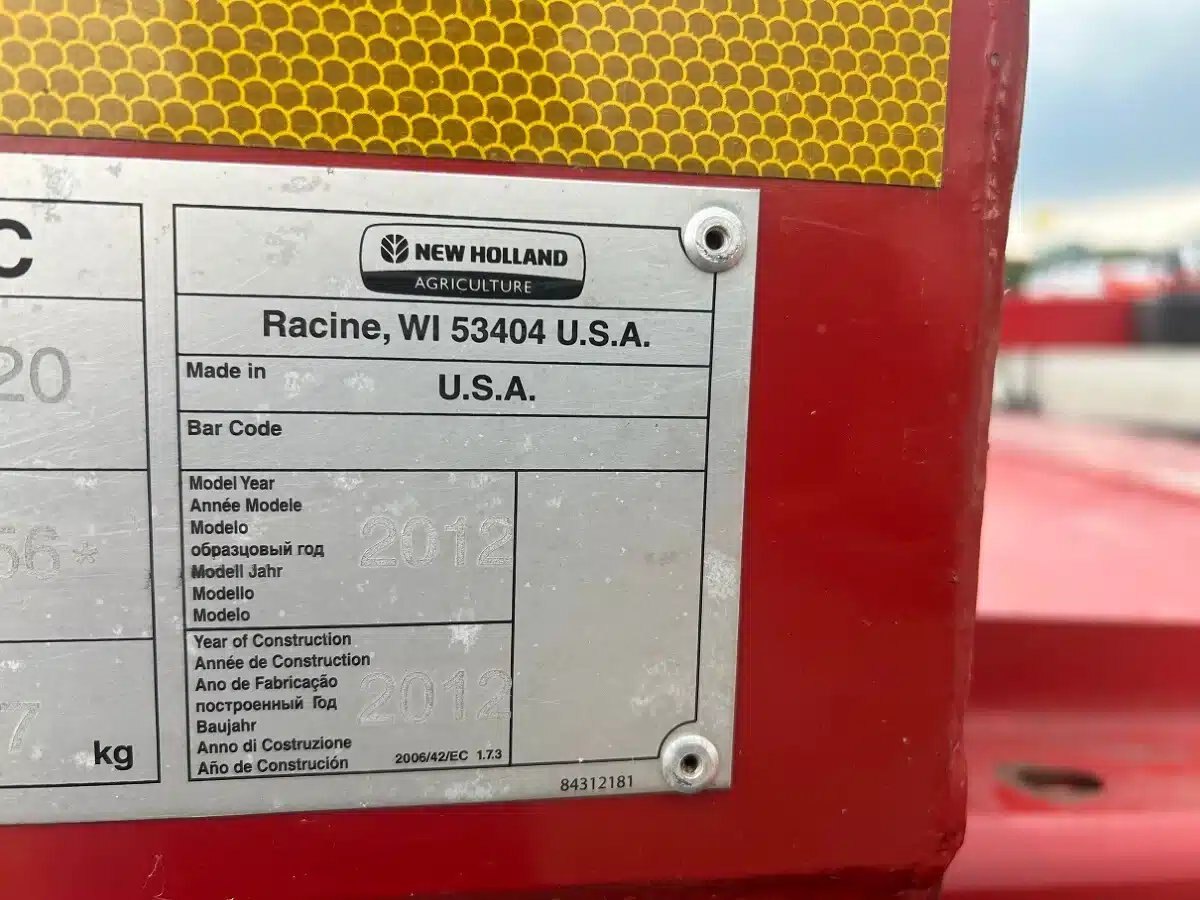 C
20
56*
7
kg
NEW HOLLAND
AGRICULTURE
Racine, WI 53404 U.S.A.
Made in
U.S.A.
Bar Code
Model Year
Année Modele
Modelo
образцовый год
Modell Jahr
Modello
Modelo
2012
Year of Construction
Année de Construction
Ano de Fabricação
построенный Год
Baujahr
Anno di Costruzione
Año de Construción
2012
2006/42/EC 1.7.3
84312181